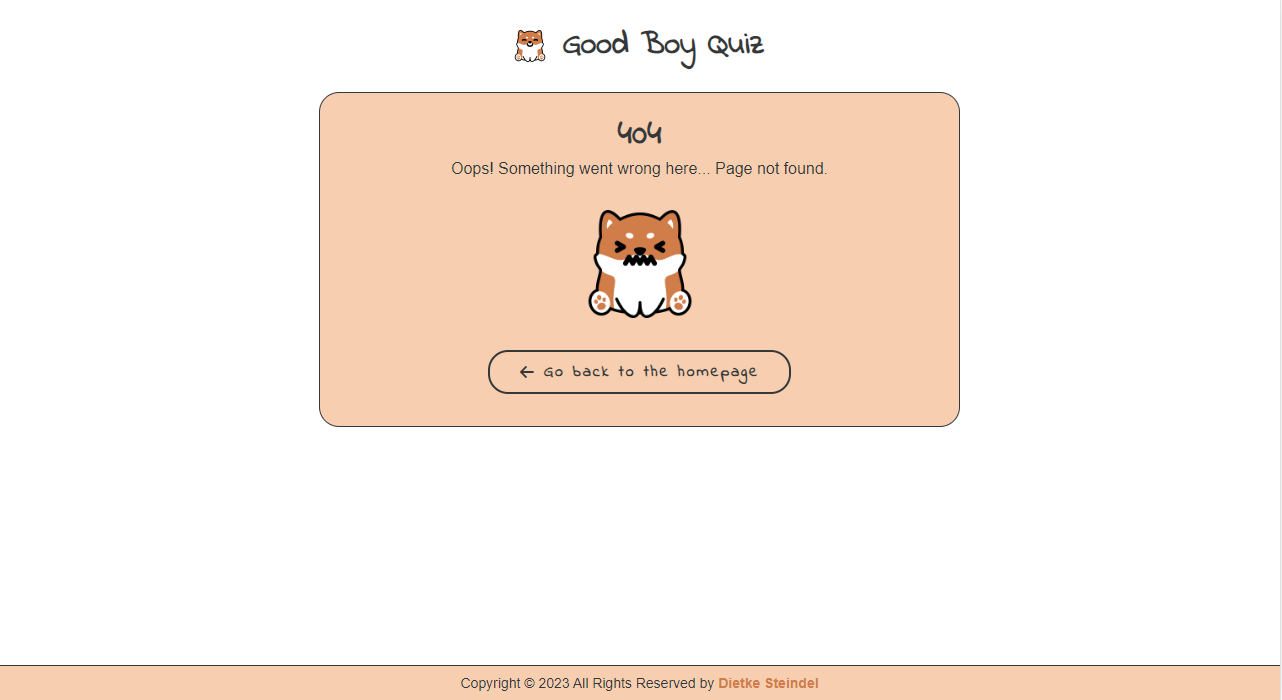 Good Boy Quiz
404
Oops! Something went wrong here... Page not found.
← Go back to the homepage
Copyright © 2023 All Rights Reserved by Dietke Steindel